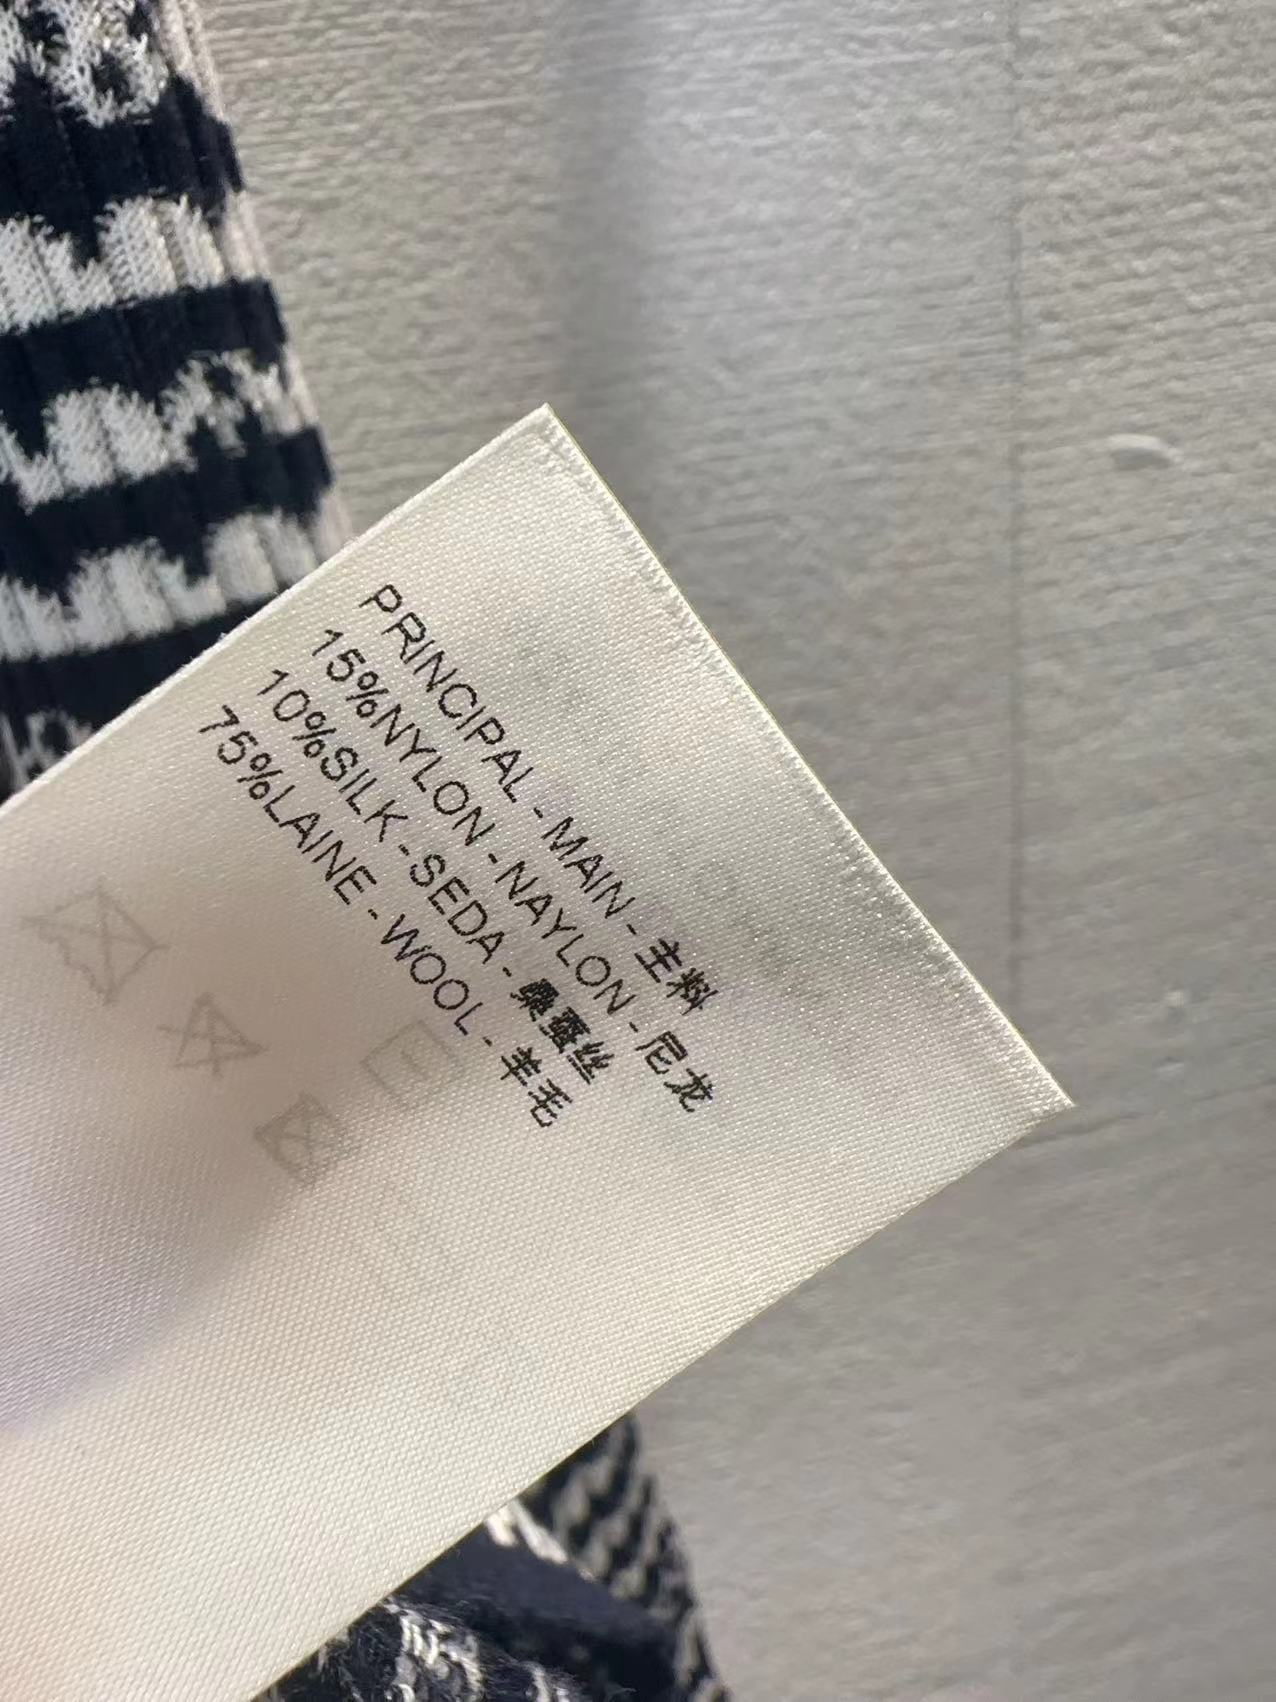 PRINCIPAL - MAIN - 主料
15%NYLON - NAYLON - 尼龙
10%SILK - SEDA - 桑蚕丝
75%LAINE - WOOL - 羊毛